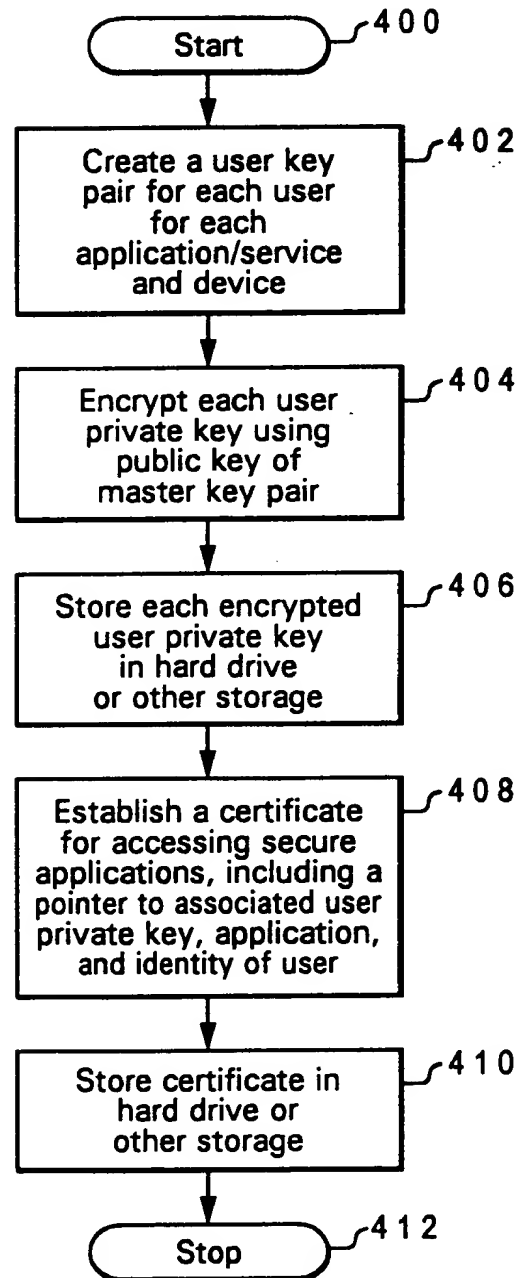 Start
400
402
Create a user key
pair for each user
for each
application/service
and device
404
Encrypt each user
private key using
public key of
master key pair
406
Store each encrypted
user private key
in hard drive
or other storage
408
Establish a certificate
for accessing secure
applications, including a
pointer to associated user
private key, application,
and identity of user
410
Store certificate in
hard drive or
other storage
412
Stop